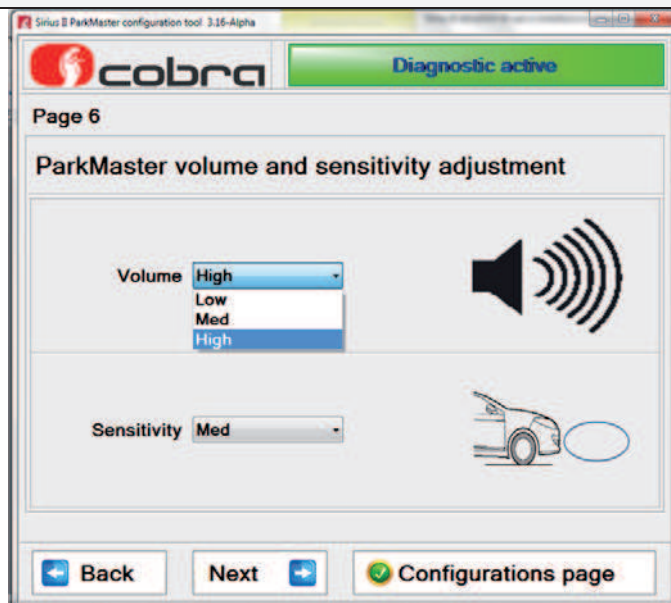 Sirius II ParkMaster configuration tool 3.16-Alpha
cobra
Diagnostic active
Page 6
ParkMaster volume and sensitivity adjustment
Volume High
Low
Med
High
Sensitivity Med
Back Next Configurations page